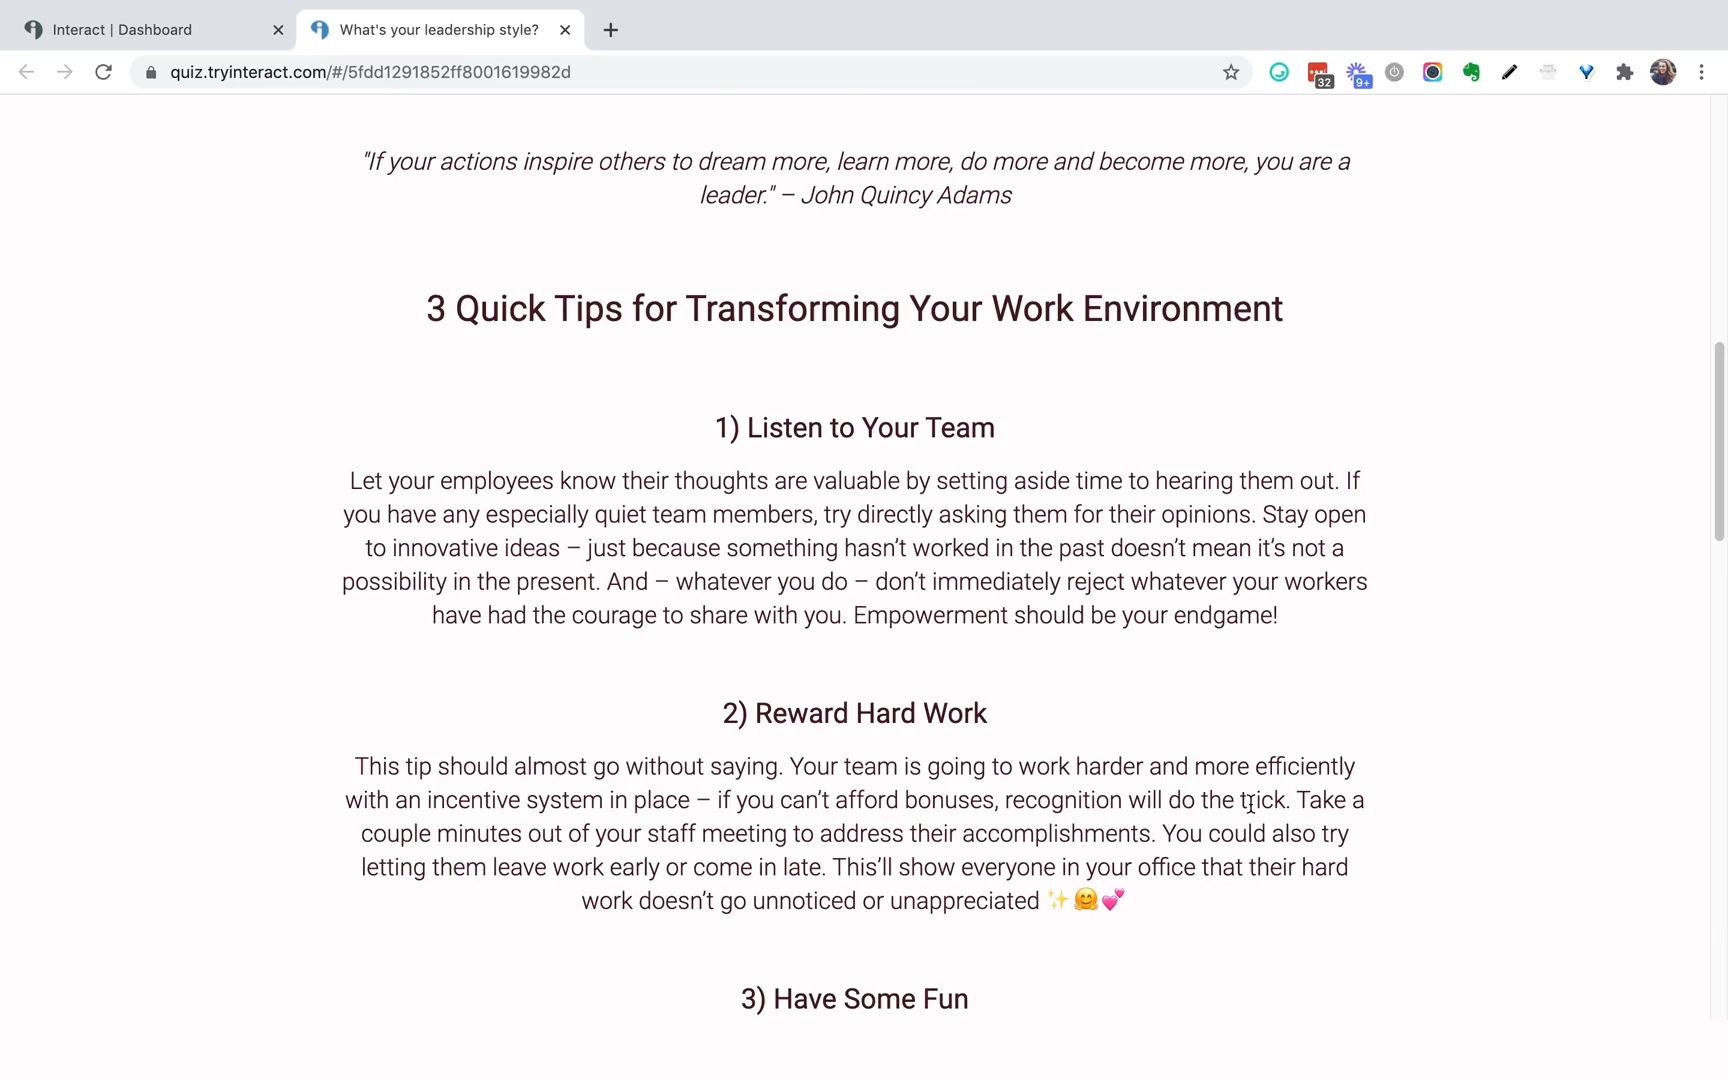 Interact | Dashboard
What's your leadership style?
quiz.tryinteract.com/#/5fdd1291852ff8001619982d
32
9+
"If your actions inspire others to dream more, learn more, do more and become more, you are a
leader." – John Quincy Adams
3 Quick Tips for Transforming Your Work Environment
1) Listen to Your Team
Let your employees know their thoughts are valuable by setting aside time to hearing them out. If
you have any especially quiet team members, try directly asking them for their opinions. Stay open
to innovative ideas – just because something hasn’t worked in the past doesn’t mean it’s not a
possibility in the present. And – whatever you do – don’t immediately reject whatever your workers
have had the courage to share with you. Empowerment should be your endgame!
2) Reward Hard Work
This tip should almost go without saying. Your team is going to work harder and more efficiently
with an incentive system in place – if you can’t afford bonuses, recognition will do the trick. Take a
couple minutes out of your staff meeting to address their accomplishments. You could also try
letting them leave work early or come in late. This’ll show everyone in your office that their hard
work doesn’t go unnoticed or unappreciated ✨🤗💕
3) Have Some Fun